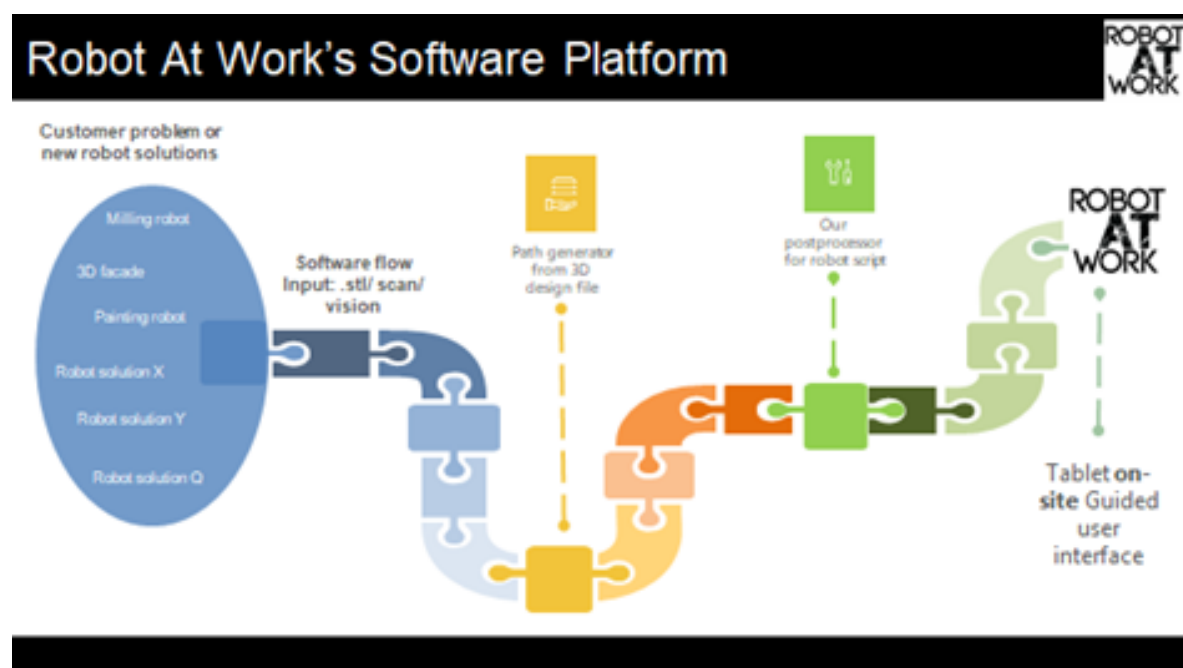 Robot At Work's Software Platform
ROBOT
AT
WORK
Customer problem or
new robot solutions
Milling robot
3D facade
Painting robot
Robot solution X
Robot solution Y
Robot solution Q
Software flow
Input: .stl/ scan/
vision
Path generator
from 3D
design file
Our
postprocessor
for robot script
ROBOT
AT
WORK
Tablet on-
site Guided
user
interface